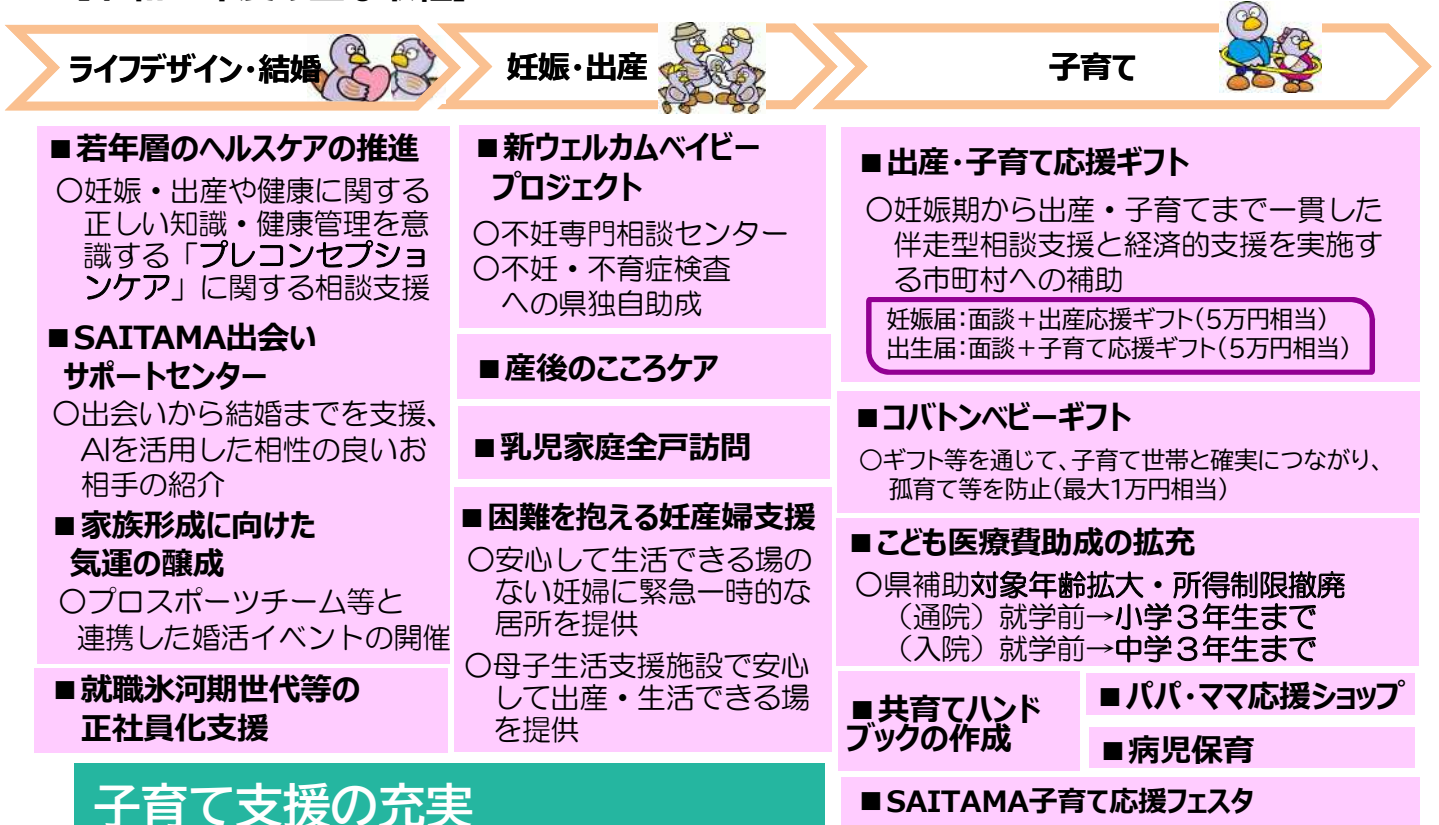 ライフデザイン・結婚
妊娠・出産
子育て
■若年層のヘルスケアの推進
〇妊娠・出産や健康に関する
正しい知識・健康管理を意
識する「プレコンセプショ
ンケア」に関する相談支援
■SAITAMA出会い
サポートセンター
〇出会いから結婚までを支援、
AIを活用した相性の良いお
相手の紹介
■家族形成に向けた
気運の醸成
〇プロスポーツチーム等と
連携した婚活イベントの開催
■就職氷河期世代等の
正社員化支援
■新ウェルカムベイビー
プロジェクト
〇不妊専門相談センター
〇不妊・不育症検査
への県独自助成
■産後のこころケア
■乳児家庭全戸訪問
■困難を抱える妊産婦支援
〇安心して生活できる場の
ない妊婦に緊急一時的な
居所を提供
〇母子生活支援施設で安心
して出産・生活できる場
を提供
■出産・子育て応援ギフト
〇妊娠期から出産・子育てまで一貫した
伴走型相談支援と経済的支援を実施す
る市町村への補助
妊娠届：面談＋出産応援ギフト（５万円相当）
出生届：面談＋子育て応援ギフト（５万円相当）
■コバトンベビーギフト
〇ギフト等を通じて、子育て世帯と確実につながり、
孤育て等を防止（最大1万円相当）
■こども医療費助成の拡充
〇県補助対象年齢拡大・所得制限撤廃
（通院）就学前→小学３年生まで
（入院）就学前→中学３年生まで
■共育てハンド
ブックの作成
■パパ・ママ応援ショップ
■病児保育
■SAITAMA子育て応援フェスタ
子育て支援の充実